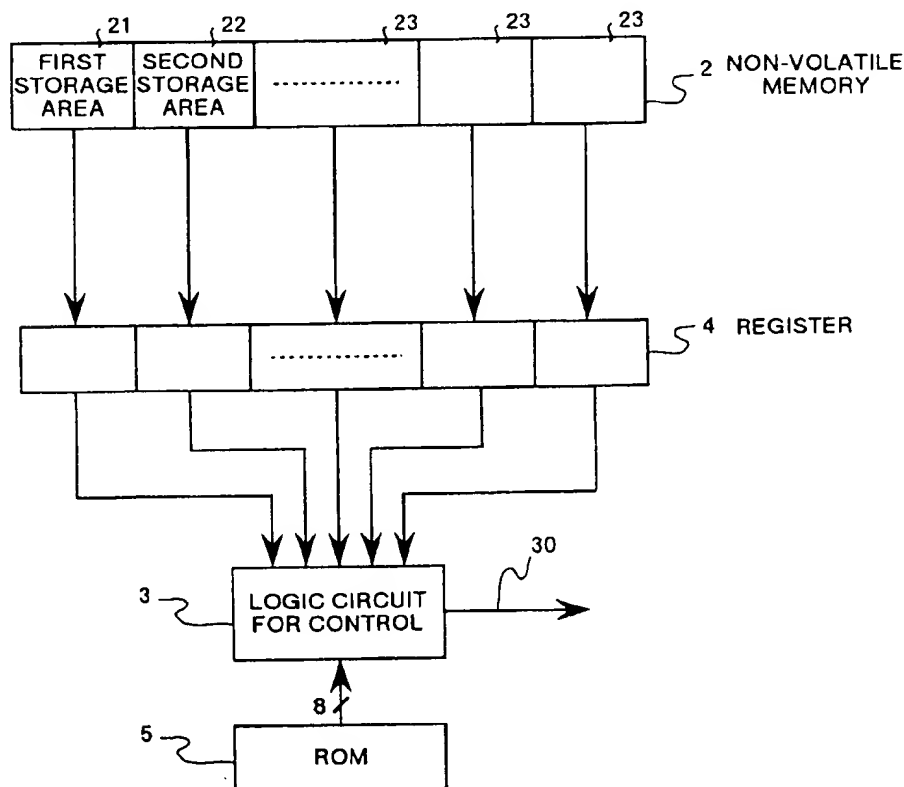 21 22 23 23 23
FIRST STORAGE AREA
SECOND STORAGE AREA
2 NON-VOLATILE MEMORY
4 REGISTER
30
3
LOGIC CIRCUIT FOR CONTROL
8
5
ROM